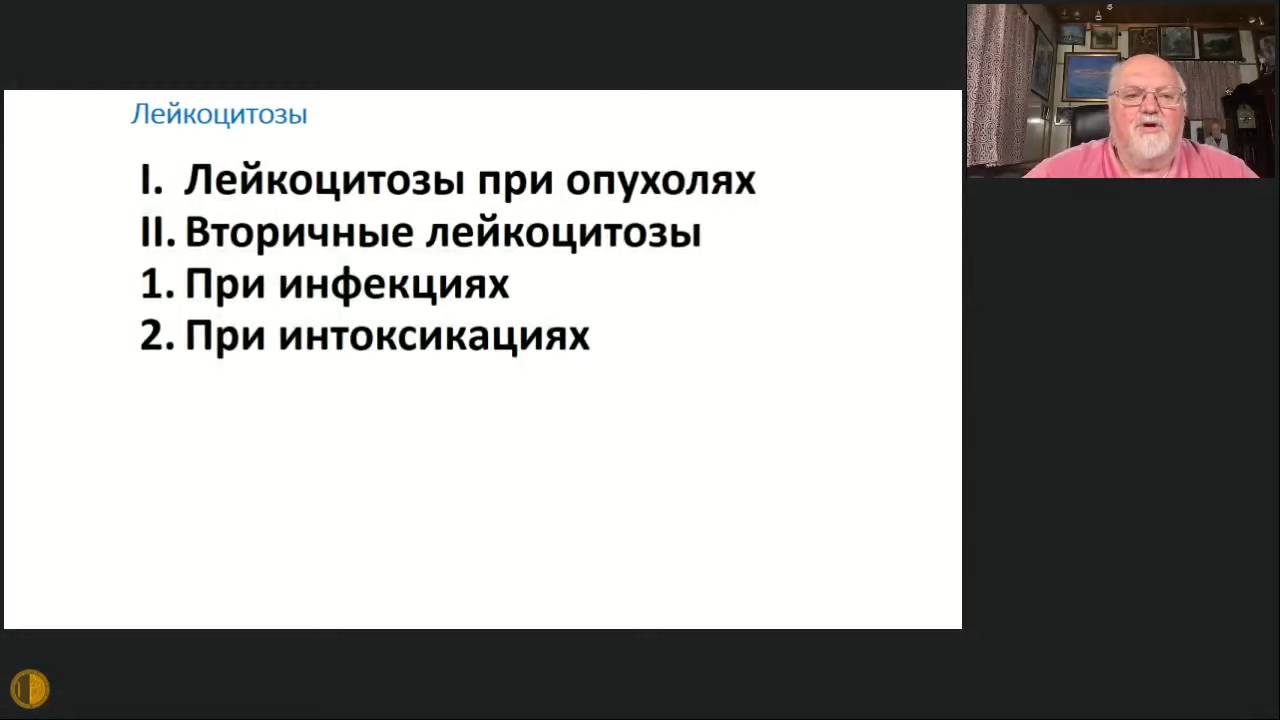 Лейкоцитозы
I. Лейкоцитозы при опухолях
II. Вторичные лейкоцитозы
1. При инфекциях
2. При интоксикациях